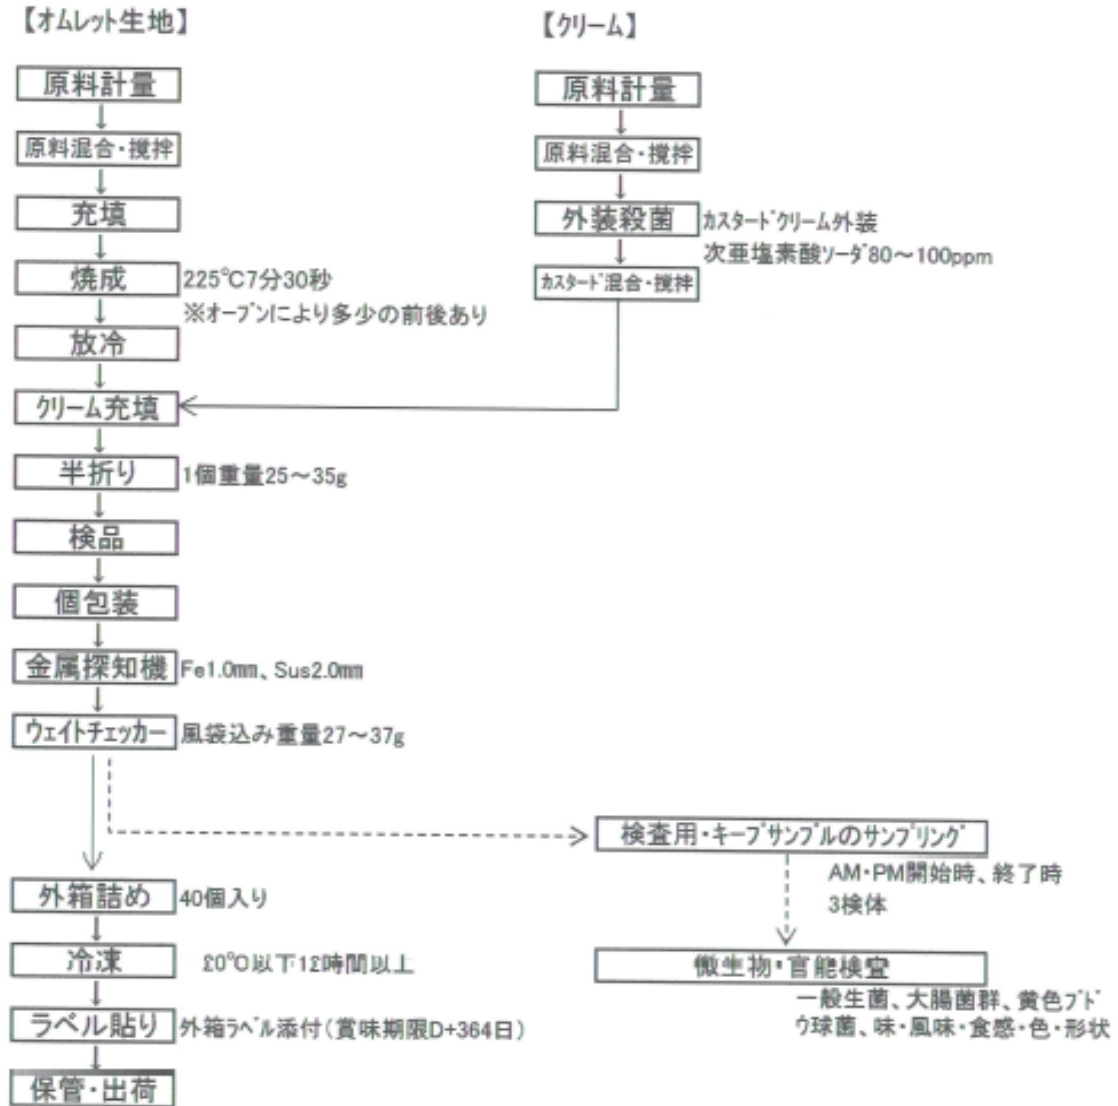 【オムレット生地】
原料計量
原料混合・撹拌
充填
焼成
225℃7分30秒
※オーブンにより多少の前後あり
放冷
クリーム充填
半折り
1個重量25～35g
検品
個包装
金属探知機
Fe1.0mm、Sus2.0mm
ウェイトチェッカー
風袋込み重量27～37g
外箱詰め
40個入り
冷凍
20℃以下12時間以上
ラベル貼り
外箱ラベル添付(賞味期限D+364日)
保管・出荷
【クリーム】
原料計量
原料混合・撹拌
外装殺菌
カスタードクリーム外装
次亜塩素酸ソーダ80～100ppm
カスタード混合・撹拌
検査用・キープサンプルのサンプリング
AM・PM開始時、終了時
3検体
微生物・官能検査
一般生菌、大腸菌群、黄色ブド
ウ球菌、味・風味・食感・色・形状